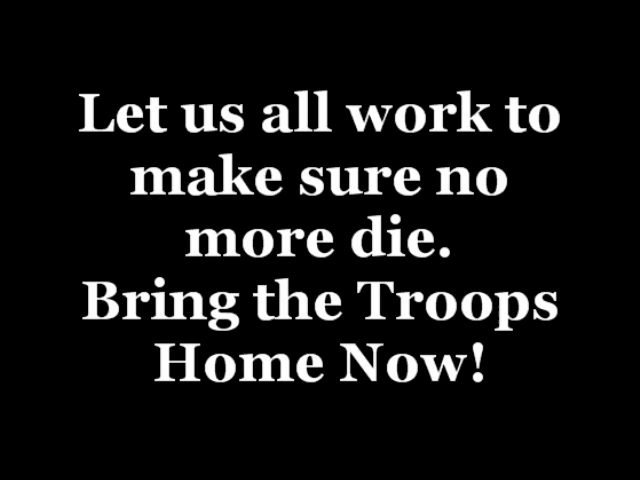 Let us all work to
make sure no
more die.
Bring the Troops
Home Now!